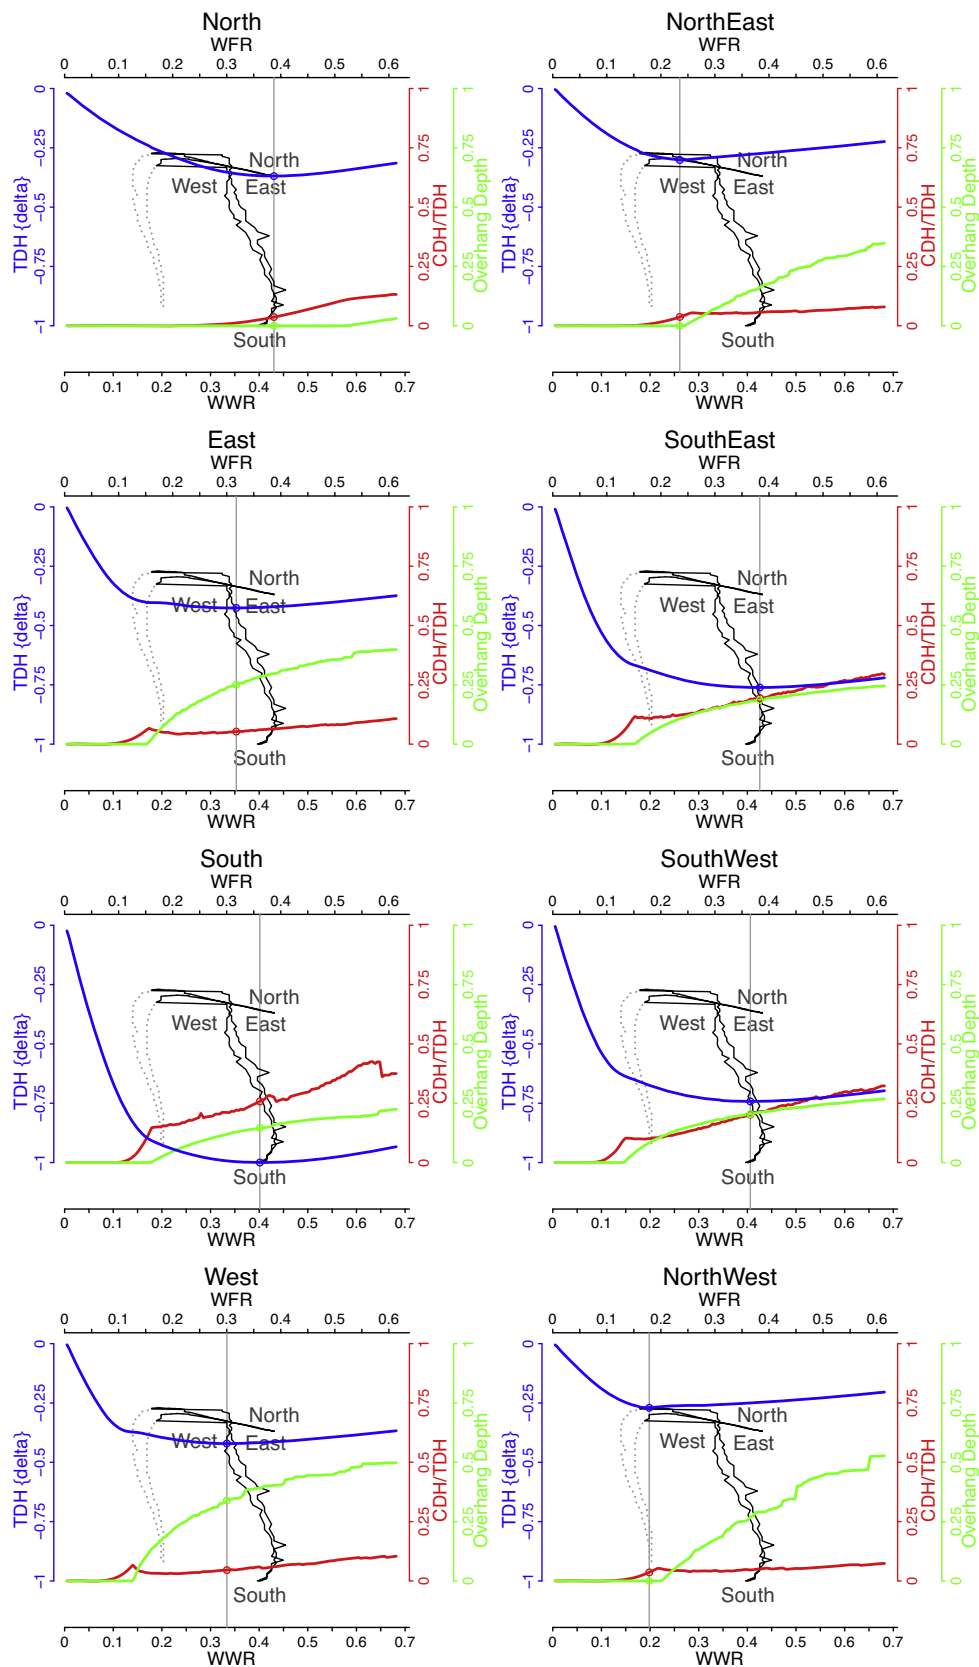 North
WFR
0 0.1 0.2 0.3 0.4 0.5 0.6
TDH {delta}
0 −0.25 −0.5 −0.75 −1
North
West East
South
CDH/TDH
0 0.25 0.5 0.75 1
Overhang Depth
0 0.25 0.5 0.75 1
0 0.1 0.2 0.3 0.4 0.5 0.6 0.7
WWR
NorthEast
WFR
0 0.1 0.2 0.3 0.4 0.5 0.6
TDH {delta}
0 −0.25 −0.5 −0.75 −1
North
West East
South
CDH/TDH
0 0.25 0.5 0.75 1
Overhang Depth
0 0.25 0.5 0.75 1
0 0.1 0.2 0.3 0.4 0.5 0.6 0.7
WWR
East
WFR
0 0.1 0.2 0.3 0.4 0.5 0.6
TDH {delta}
0 −0.25 −0.5 −0.75 −1
North
West East
South
CDH/TDH
0 0.25 0.5 0.75 1
Overhang Depth
0 0.25 0.5 0.75 1
0 0.1 0.2 0.3 0.4 0.5 0.6 0.7
WWR
SouthEast
WFR
0 0.1 0.2 0.3 0.4 0.5 0.6
TDH {delta}
0 −0.25 −0.5 −0.75 −1
North
West East
South
CDH/TDH
0 0.25 0.5 0.75 1
Overhang Depth
0 0.25 0.5 0.75 1
0 0.1 0.2 0.3 0.4 0.5 0.6 0.7
WWR
South
WFR
0 0.1 0.2 0.3 0.4 0.5 0.6
TDH {delta}
0 −0.25 −0.5 −0.75 −1
North
West East
South
CDH/TDH
0 0.25 0.5 0.75 1
Overhang Depth
0 0.25 0.5 0.75 1
0 0.1 0.2 0.3 0.4 0.5 0.6 0.7
WWR
SouthWest
WFR
0 0.1 0.2 0.3 0.4 0.5 0.6
TDH {delta}
0 −0.25 −0.5 −0.75 −1
North
West East
South
CDH/TDH
0 0.25 0.5 0.75 1
Overhang Depth
0 0.25 0.5 0.75 1
0 0.1 0.2 0.3 0.4 0.5 0.6 0.7
WWR
West
WFR
0 0.1 0.2 0.3 0.4 0.5 0.6
TDH {delta}
0 −0.25 −0.5 −0.75 −1
North
West East
South
CDH/TDH
0 0.25 0.5 0.75 1
Overhang Depth
0 0.25 0.5 0.75 1
0 0.1 0.2 0.3 0.4 0.5 0.6 0.7
WWR
NorthWest
WFR
0 0.1 0.2 0.3 0.4 0.5 0.6
TDH {delta}
0 −0.25 −0.5 −0.75 −1
North
West East
South
CDH/TDH
0 0.25 0.5 0.75 1
Overhang Depth
0 0.25 0.5 0.75 1
0 0.1 0.2 0.3 0.4 0.5 0.6 0.7
WWR